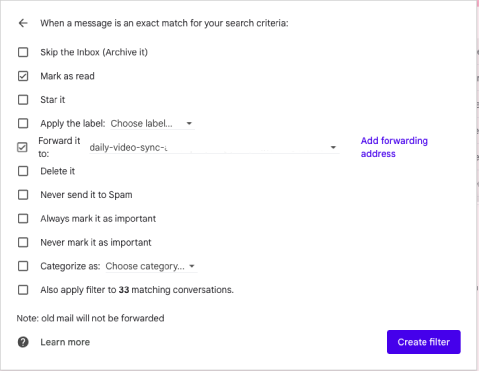 When a message is an exact match for your search criteria:
Skip the Inbox (Archive it)
Mark as read
Star it
Apply the label: Choose label...
Forward it
to: daily-video-sync-
Add forwarding
address
Delete it
Never send it to Spam
Always mark it as important
Never mark it as important
Categorize as: Choose category...
Also apply filter to 33 matching conversations.
Note: old mail will not be forwarded
? Learn more
Create filter